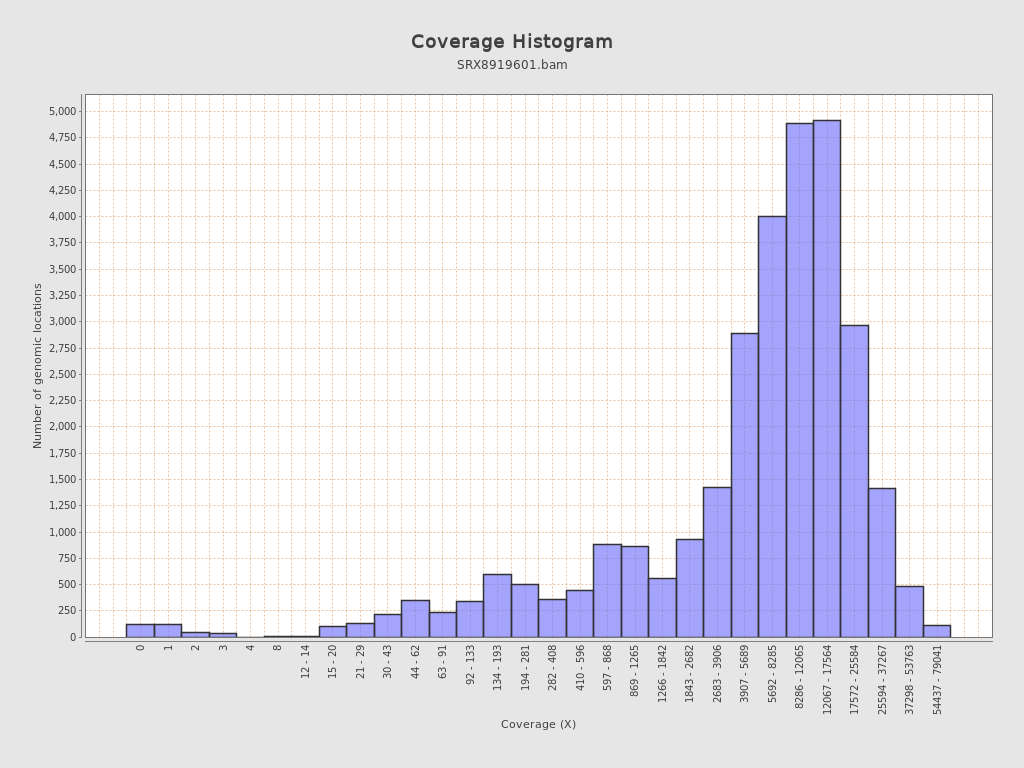 Coverage Histogram
SRX8919601.bam
5,000
4,750
4,500
4,250
4,000
3,750
3,500
3,250
3,000
2,750
2,500
2,250
2,000
1,750
1,500
1,250
1,000
750
500
250
0
Number of genomic locations
0
1
2
3
4
8
12 - 14
15 - 20
21 - 29
30 - 43
44 - 62
63 - 91
92 - 133
134 - 193
194 - 281
282 - 408
410 - 596
597 - 868
869 - 1265
1266 - 1842
1843 - 2682
2683 - 3906
3907 - 5689
5692 - 8285
8286 - 12065
12067 - 17564
17572 - 25584
25594 - 37267
37298 - 53763
54437 - 79041
Coverage (X)